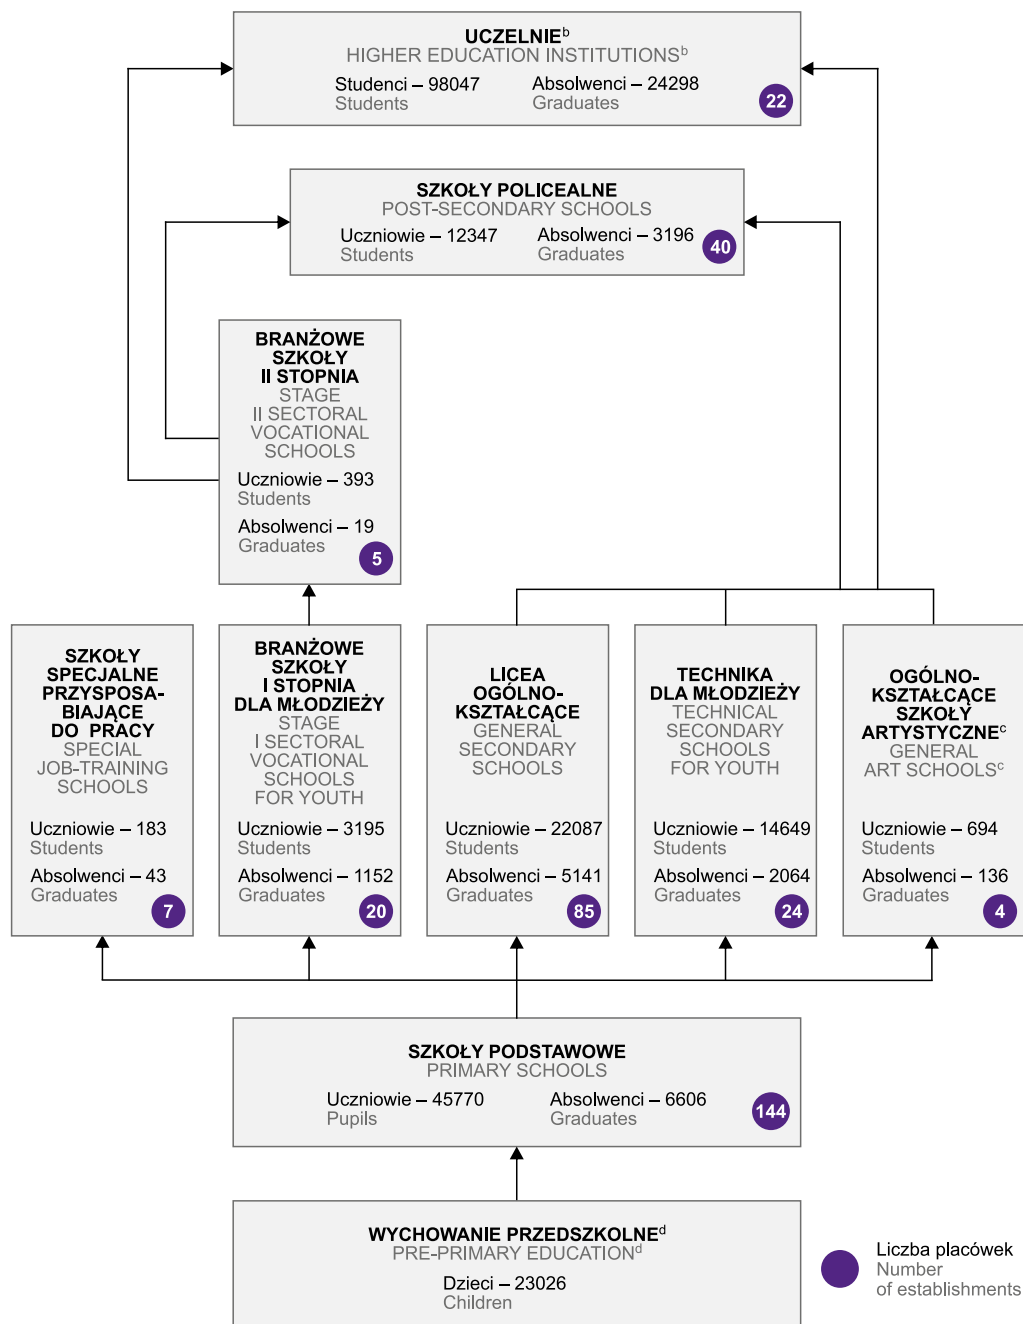 UCZELNIEᵇ
HIGHER EDUCATION INSTITUTIONSᵇ
Studenci – 98047 Absolwenci – 24298
Students Graduates
22
SZKOŁY POLICEALNE
POST-SECONDARY SCHOOLS
Uczniowie – 12347 Absolwenci – 3196
Students Graduates
40
BRANŻOWE
SZKOŁY
II STOPNIA
STAGE
II SECTORAL
VOCATIONAL
SCHOOLS
Uczniowie – 393
Students
Absolwenci – 19
Graduates
5
SZKOŁY
SPECJALNE
PRZYSPOSA-
BIAJĄCE
DO PRACY
SPECIAL
JOB-TRAINING
SCHOOLS
Uczniowie – 183
Students
Absolwenci – 43
Graduates
7
BRANŻOWE
SZKOŁY
I STOPNIA
DLA MŁODZIEŻY
STAGE
I SECTORAL
VOCATIONAL
SCHOOLS
FOR YOUTH
Uczniowie – 3195
Students
Absolwenci – 1152
Graduates
20
LICEA
OGÓLNO-
KSZTAŁCĄCE
GENERAL
SECONDARY
SCHOOLS
Uczniowie – 22087
Students
Absolwenci – 5141
Graduates
85
TECHNIKA
DLA MŁODZIEŻY
TECHNICAL
SECONDARY
SCHOOLS
FOR YOUTH
Uczniowie – 14649
Students
Absolwenci – 2064
Graduates
24
OGÓLNO-
KSZTAŁCĄCE
SZKOŁY
ARTYSTYCZNEᶜ
GENERAL
ART SCHOOLSᶜ
Uczniowie – 694
Students
Absolwenci – 136
Graduates
4
SZKOŁY PODSTAWOWE
PRIMARY SCHOOLS
Uczniowie – 45770 Absolwenci – 6606
Pupils Graduates
144
WYCHOWANIE PRZEDSZKOLNEᵈ
PRE-PRIMARY EDUCATIONᵈ
Dzieci – 23026
Children
Liczba placówek
Number
of establishments